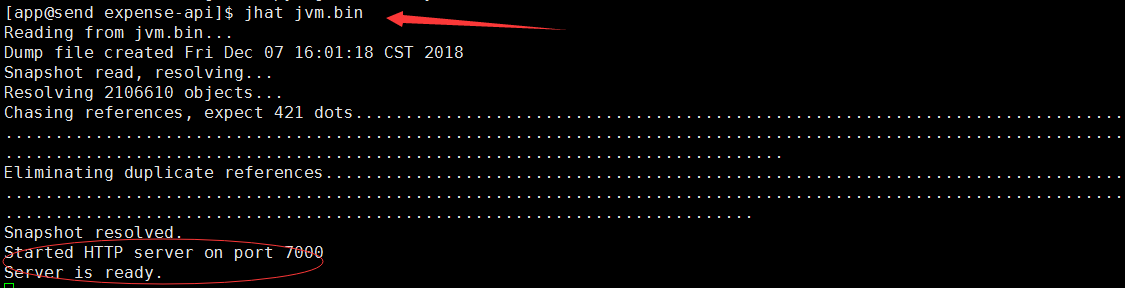 [app@send expense-api]$ jhat jvm.bin
Reading from jvm.bin...
Dump file created Fri Dec 07 16:01:18 CST 2018
Snapshot read, resolving...
Resolving 2106610 objects...
Chasing references, expect 421 dots.............................................................................
................................................................................................................
..............................................................................
Eliminating duplicate references................................................................................
................................................................................................................
...........................................................................
Snapshot resolved.
Started HTTP server on port 7000
Server is ready.